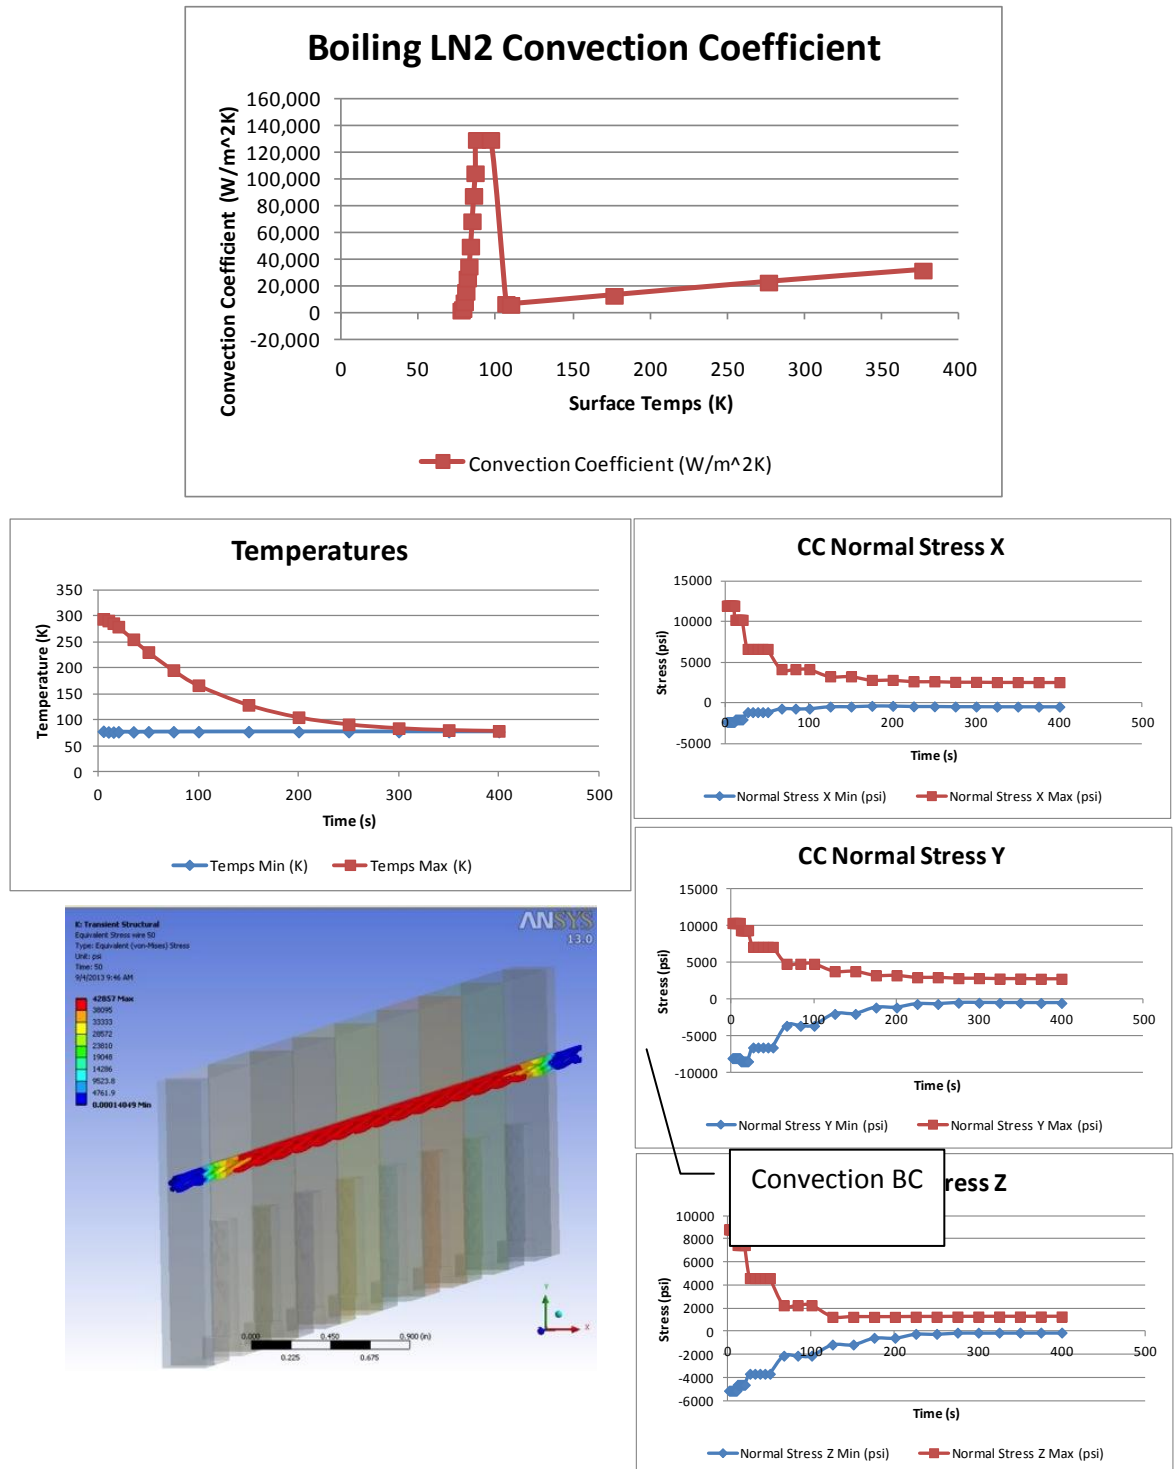 Boiling LN2 Convection Coefficient
Convection Coefficient (W/m^2K)
160,000
140,000
120,000
100,000
80,000
60,000
40,000
20,000
0
-20,000
0 50 100 150 200 250 300 350 400
Surface Temps (K)
Convection Coefficient (W/m^2K)
Temperatures
Temperature (K)
350
300
250
200
150
100
50
0
0 100 200 300 400 500
Time (s)
Temps Min (K) Temps Max (K)
CC Normal Stress X
Stress (psi)
15000
10000
5000
0
-5000
0 100 200 300 400 500
Time (s)
Normal Stress X Min (psi) Normal Stress X Max (psi)
K: Transient Structural
Equivalent Stress wire 50
Type: Equivalent (von-Mises) Stress
Unit: psi
Time: 50
9/4/2013 9:46 AM
42857 Max
38095
33333
28572
23810
19048
14286
9523.8
4761.9
0.00014049 Min
ANSYS
13.0
0.000 0.450 0.900 (in)
0.225 0.675
Y
X
CC Normal Stress Y
Stress (psi)
15000
10000
5000
0
-5000
-10000
0 100 200 300 400 500
Time (s)
Normal Stress Y Min (psi) Normal Stress Y Max (psi)
Convection BC
ress Z
Stress (psi)
10000
8000
6000
4000
2000
0
-2000
-4000
-6000
0 100 200 300 400 500
Time (s)
Normal Stress Z Min (psi) Normal Stress Z Max (psi)